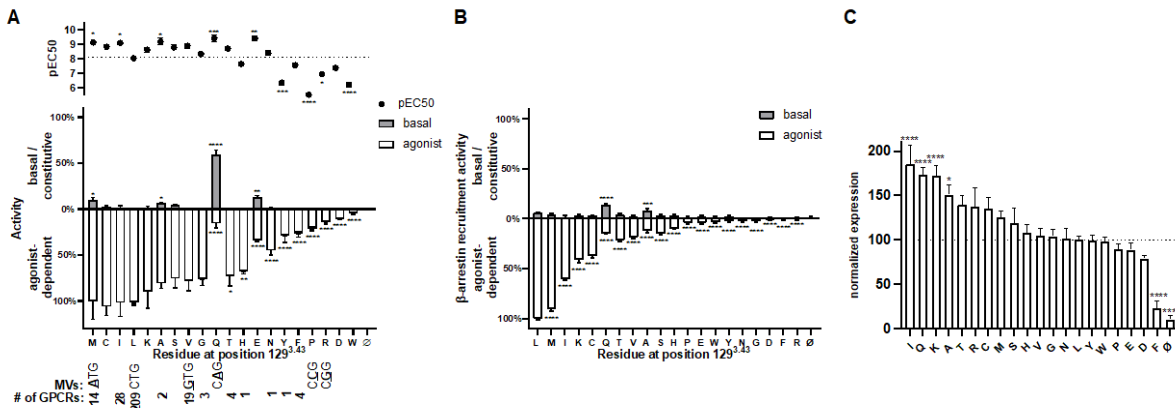 A
B
C
pEC50
10
9
8
7
6
* * * *** ** *** **** * ****
pEC50
basal
agonist
basal
agonist
Activity
basal / constitutive
agonist-dependent
100%
50%
0%
50%
100%
* * **** **
**** * ** **** **** **** **** **** **** ****
M C I L K A S V G Q T H E N Y F P R D W Ø
Residue at position 129³·⁴³
MVs: ATG CTG GTG CAG CCG CGG
# of GPCRs: 14 28 209 2 19 3 4 1 1 1 4
β-arrestin recruitment activity
basal / constitutive
agonist-dependent
100%
50%
0%
50%
100%
**** ***
L M I K C Q T V A S H P E W Y N G D F R Ø
Residue at position 129³·⁴³
normalized expression
200
150
100
50
0
**** **** **** * **** ***
I Q K A T R C M S H V G N L Y W P E D F Ø